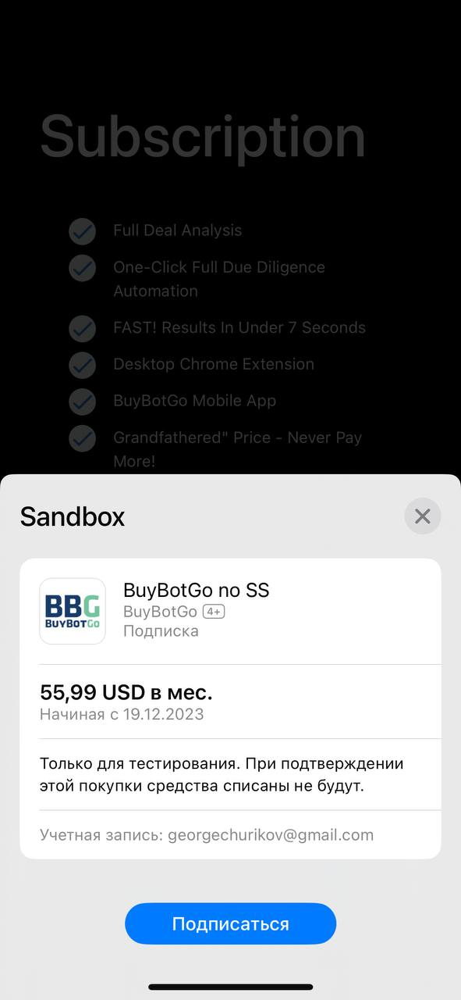 Subscription
Full Deal Analysis
One-Click Full Due Diligence
Automation
FAST! Results In Under 7 Seconds
Desktop Chrome Extension
BuyBotGo Mobile App
Grandfathered" Price - Never Pay
More!
Sandbox
BBG
BUYBOTGO
BuyBotGo no SS
BuyBotGo 4+
Подписка
55,99 USD в мес.
Начиная с 19.12.2023
Только для тестирования. При подтверждении
этой покупки средства списаны не будут.
Учетная запись: georgechurikov@gmail.com
Подписаться